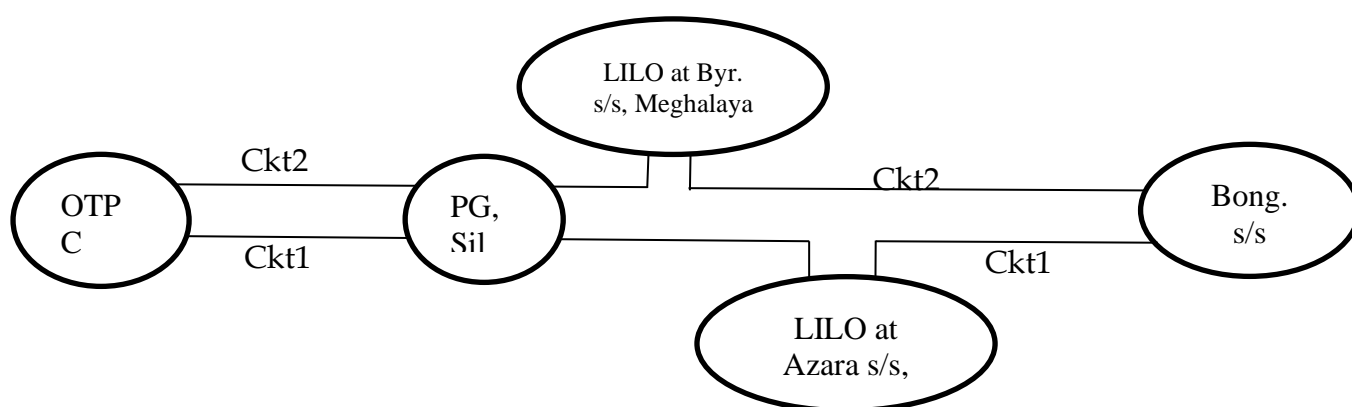 LILO at Byr.
s/s, Meghalaya
Ckt2
OTP
C
PG,
Sil
Ckt2
Bong.
s/s
Ckt1
Ckt1
LILO at
Azara s/s,